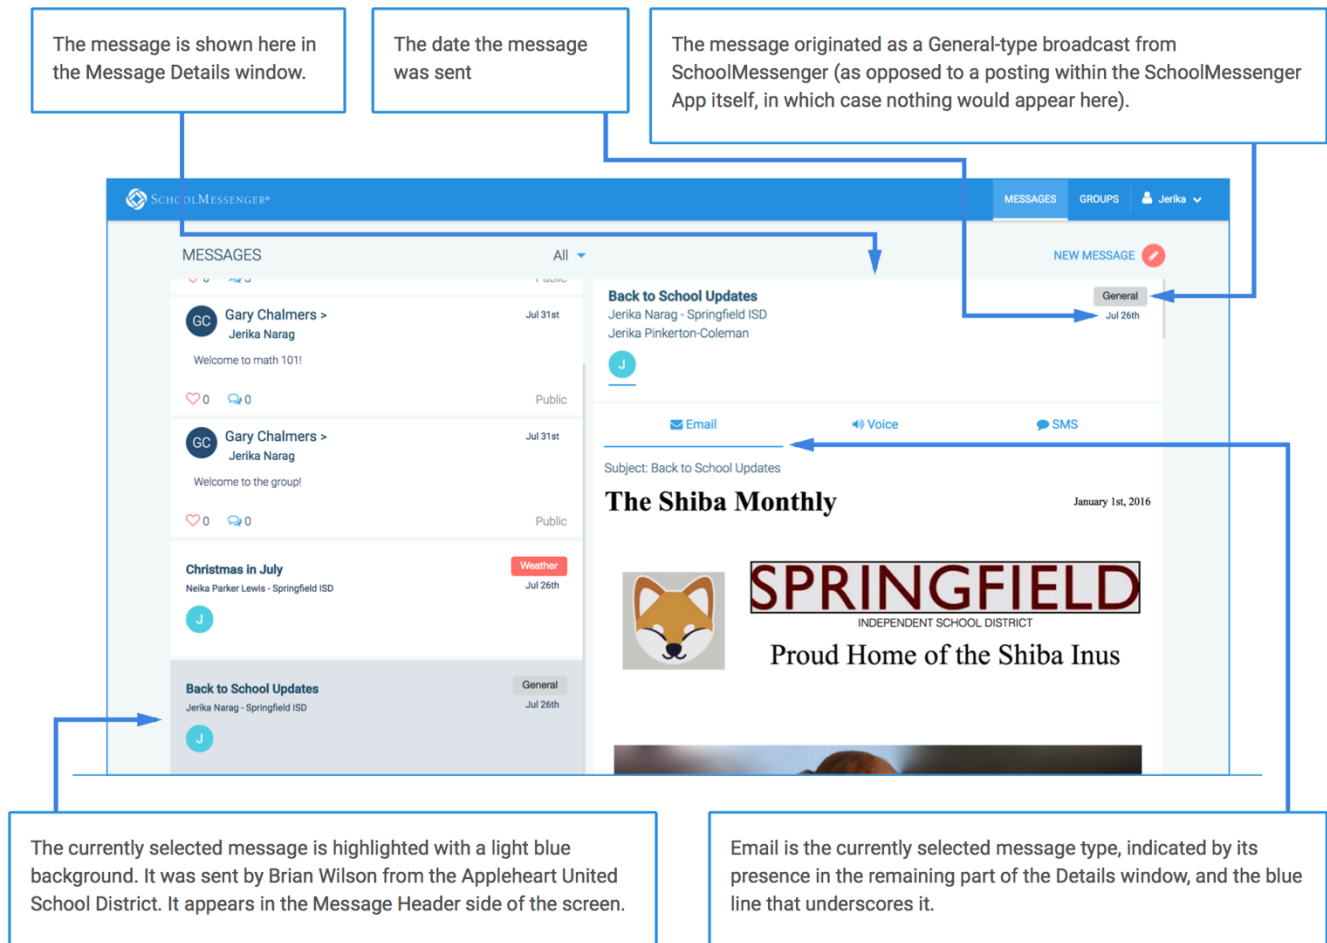 The message is shown here in
the Message Details window.
The date the message
was sent
The message originated as a General-type broadcast from
SchoolMessenger (as opposed to a posting within the SchoolMessenger
App itself, in which case nothing would appear here).
SCHOOLMESSENGER®
MESSAGES
GROUPS
Jerika
MESSAGES
All
NEW MESSAGE
Gary Chalmers >
Jul 31st
Jerika Narag
Welcome to math 101!
0 0
Public
Gary Chalmers >
Jul 31st
Jerika Narag
Welcome to the group!
0 0
Public
Christmas in July
Weather
Neika Parker Lewis - Springfield ISD
Jul 26th
J
Back to School Updates
General
Jerika Narag - Springfield ISD
Jul 26th
J
Back to School Updates
General
Jerika Narag - Springfield ISD
Jul 26th
Jerika Pinkerton-Coleman
J
Email
Voice
SMS
Subject: Back to School Updates
The Shiba Monthly
January 1st, 2016
SPRINGFIELD
INDEPENDENT SCHOOL DISTRICT
Proud Home of the Shiba Inus
GC
GC
The currently selected message is highlighted with a light blue
background. It was sent by Brian Wilson from the Appleheart United
School District. It appears in the Message Header side of the screen.
Email is the currently selected message type, indicated by its
presence in the remaining part of the Details window, and the blue
line that underscores it.